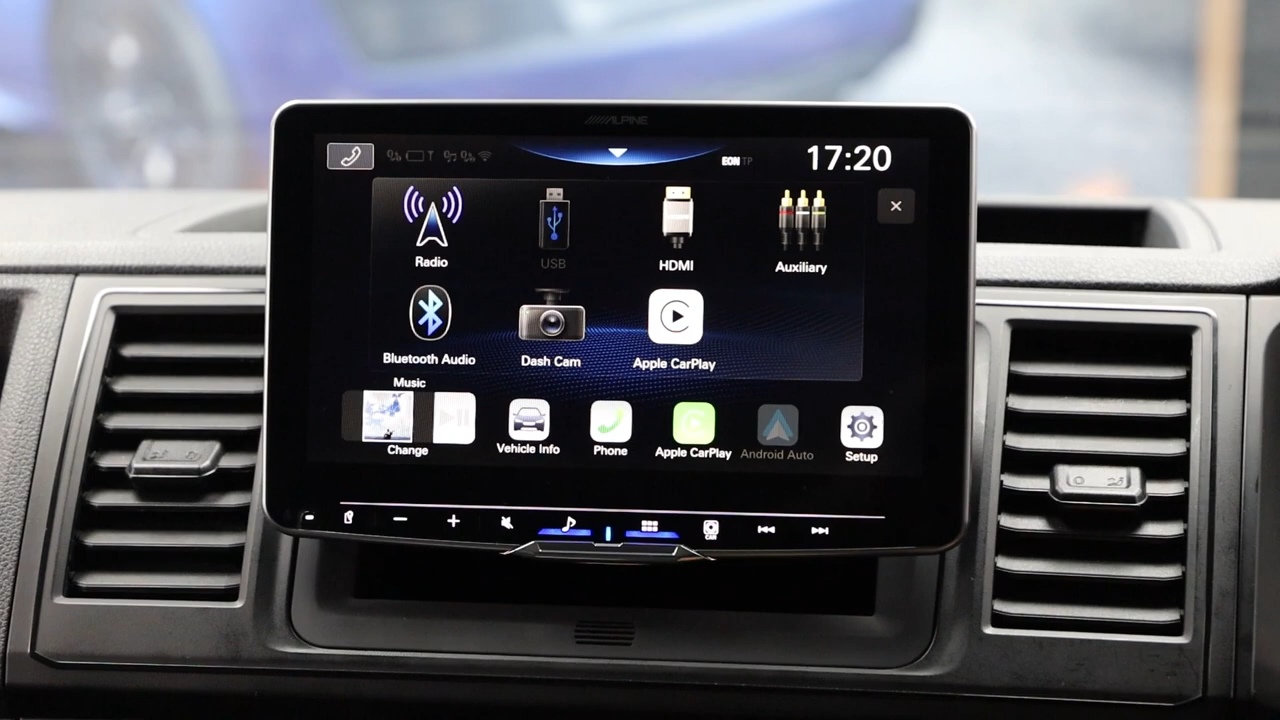 ALPINE
EON TP 17:20
Radio USB HDMI Auxiliary
Bluetooth Audio Dash Cam Apple CarPlay
Music
Change Vehicle Info Phone Apple CarPlay Android Auto Setup
CAM